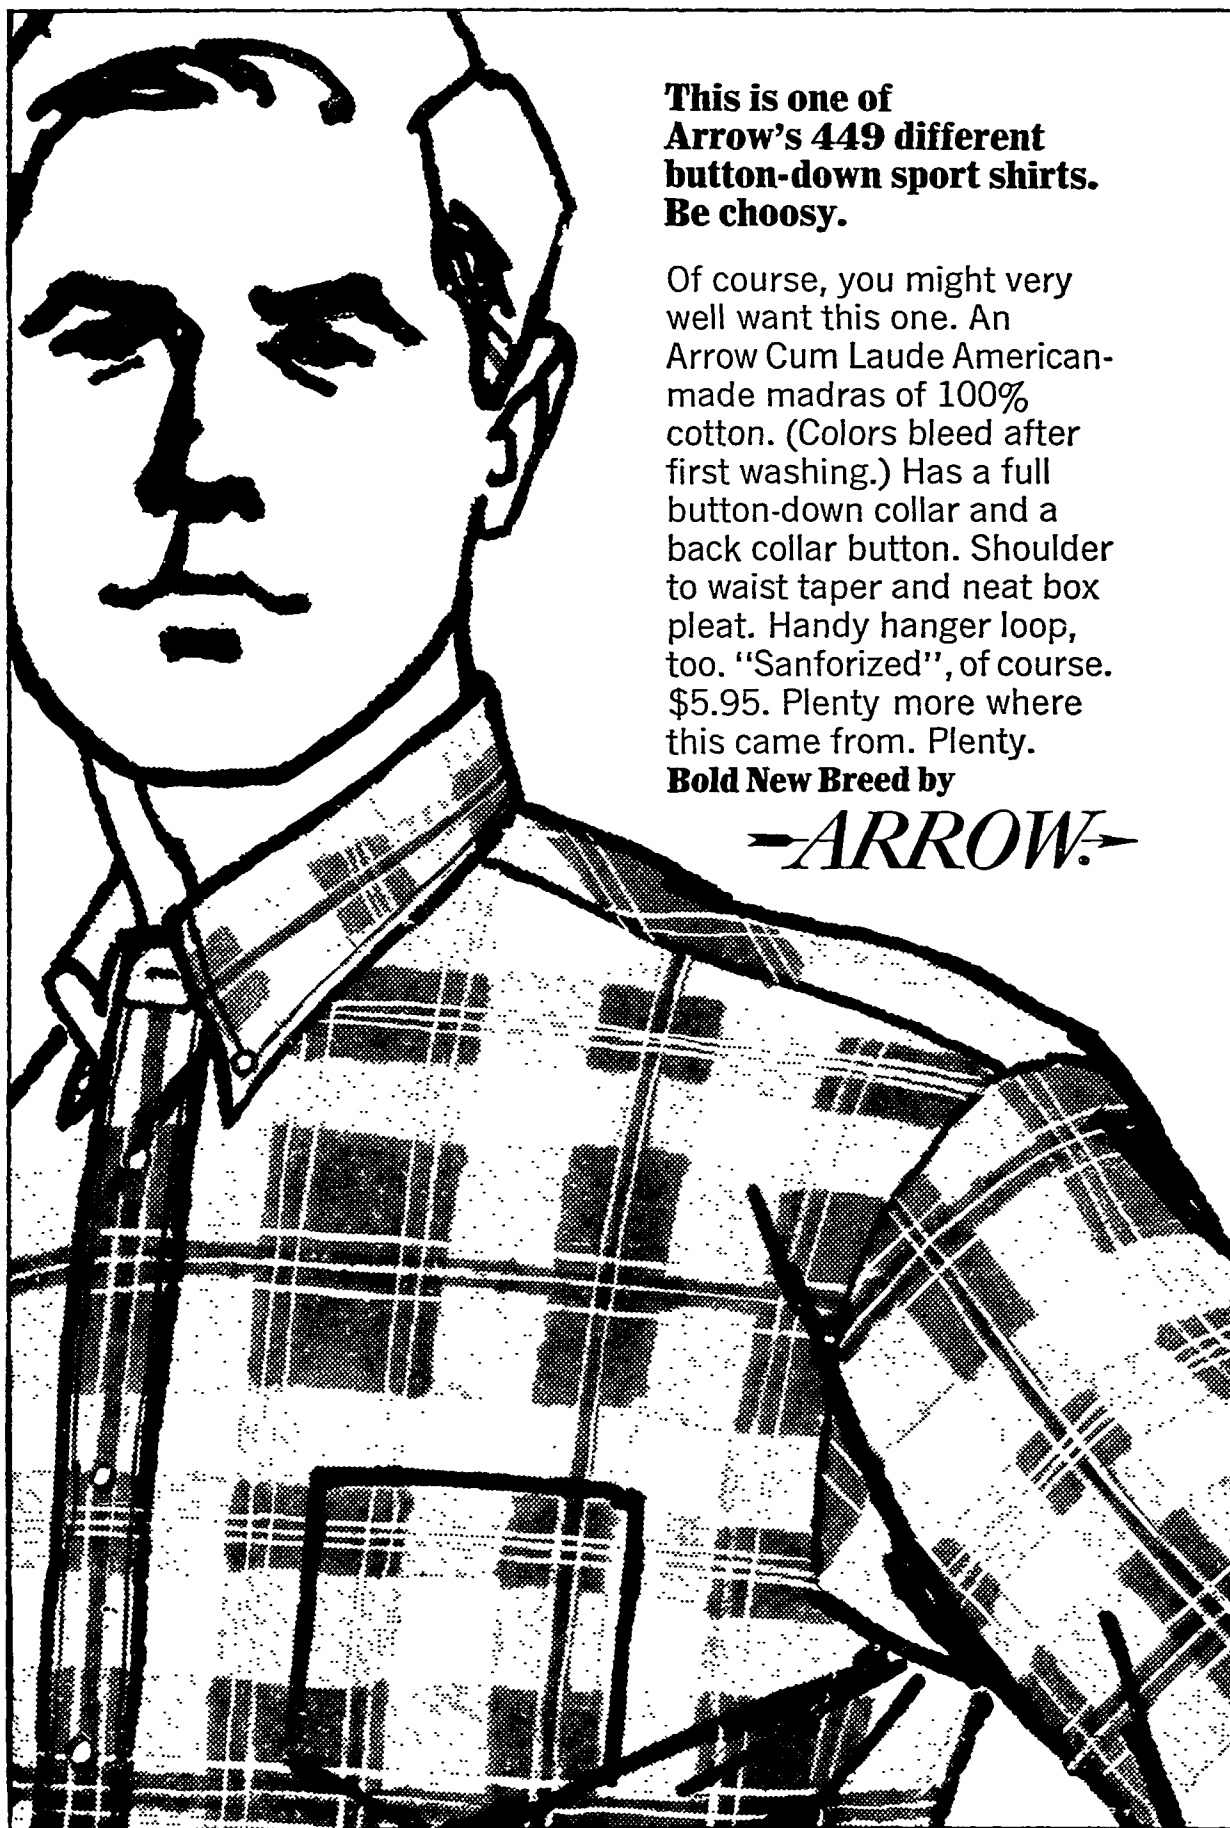 This is one of
Arrow's 449 different
button-down sport shirts.
Be choosy.
Of course, you might very
well want this one. An
Arrow Cum Laude American-
made madras of 100%
cotton. (Colors bleed after
first washing.) Has a full
button-down collar and a
back collar button. Shoulder
to waist taper and neat box
pleat. Handy hanger loop,
too. "Sanforized", of course.
$5.95. Plenty more where
this came from. Plenty.
Bold New Breed by
ARROW.